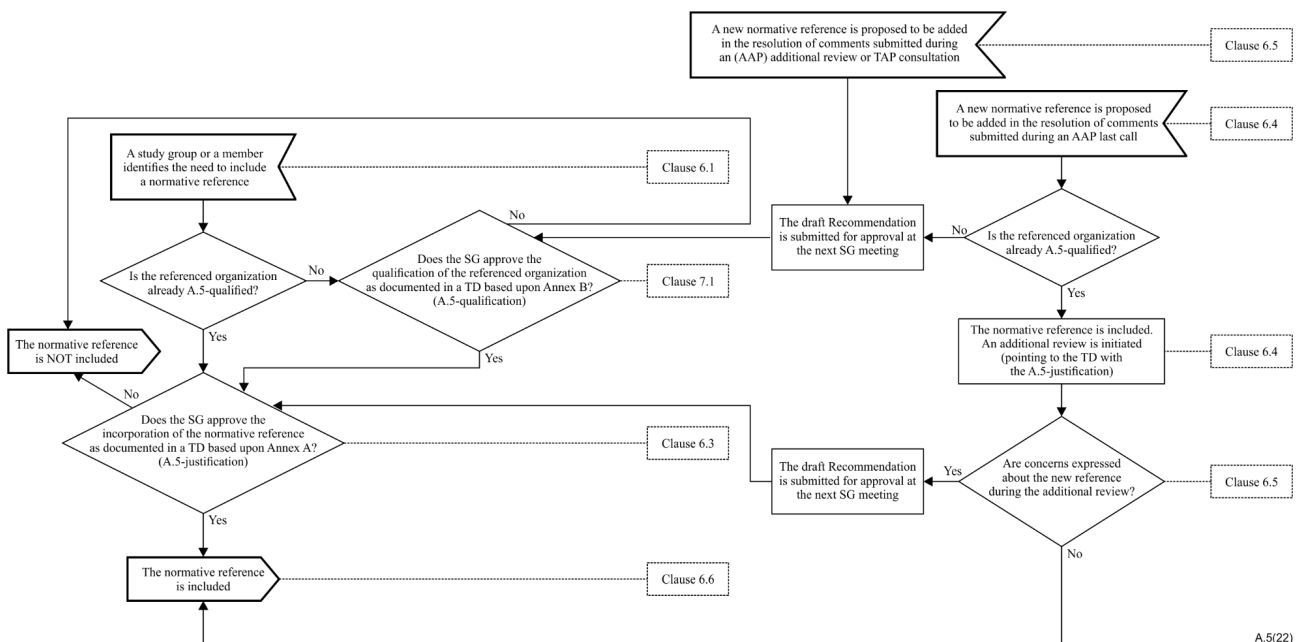 A new normative reference is proposed to be added
in the resolution of comments submitted during
an (AAP) additional review or TAP consultation
Clause 6.5
A new normative reference is proposed
to be added in the resolution of comments
submitted during an AAP last call
Clause 6.4
A study group or a member
identifies the need to include
a normative reference
Clause 6.1
No
The draft Recommendation
is submitted for approval at
the next SG meeting
No
Is the referenced organization
already A.5-qualified?
Is the referenced organization
already A.5-qualified?
No
Does the SG approve the
qualification of the referenced organization
as documented in a TD based upon Annex B?
(A.5-qualification)
Clause 7.1
Yes
Yes
Yes
The normative reference
is NOT included
The normative reference is included.
An additional review is initiated
(pointing to the TD with
the A.5-justification)
Clause 6.4
No
Does the SG approve the
incorporation of the normative reference
as documented in a TD based upon Annex A?
(A.5-justification)
Clause 6.3
The draft Recommendation
is submitted for approval at
the next SG meeting
Yes
Are concerns expressed
about the new reference
during the additional review?
Clause 6.5
Yes
No
The normative reference
is included
Clause 6.6
A.5(22)